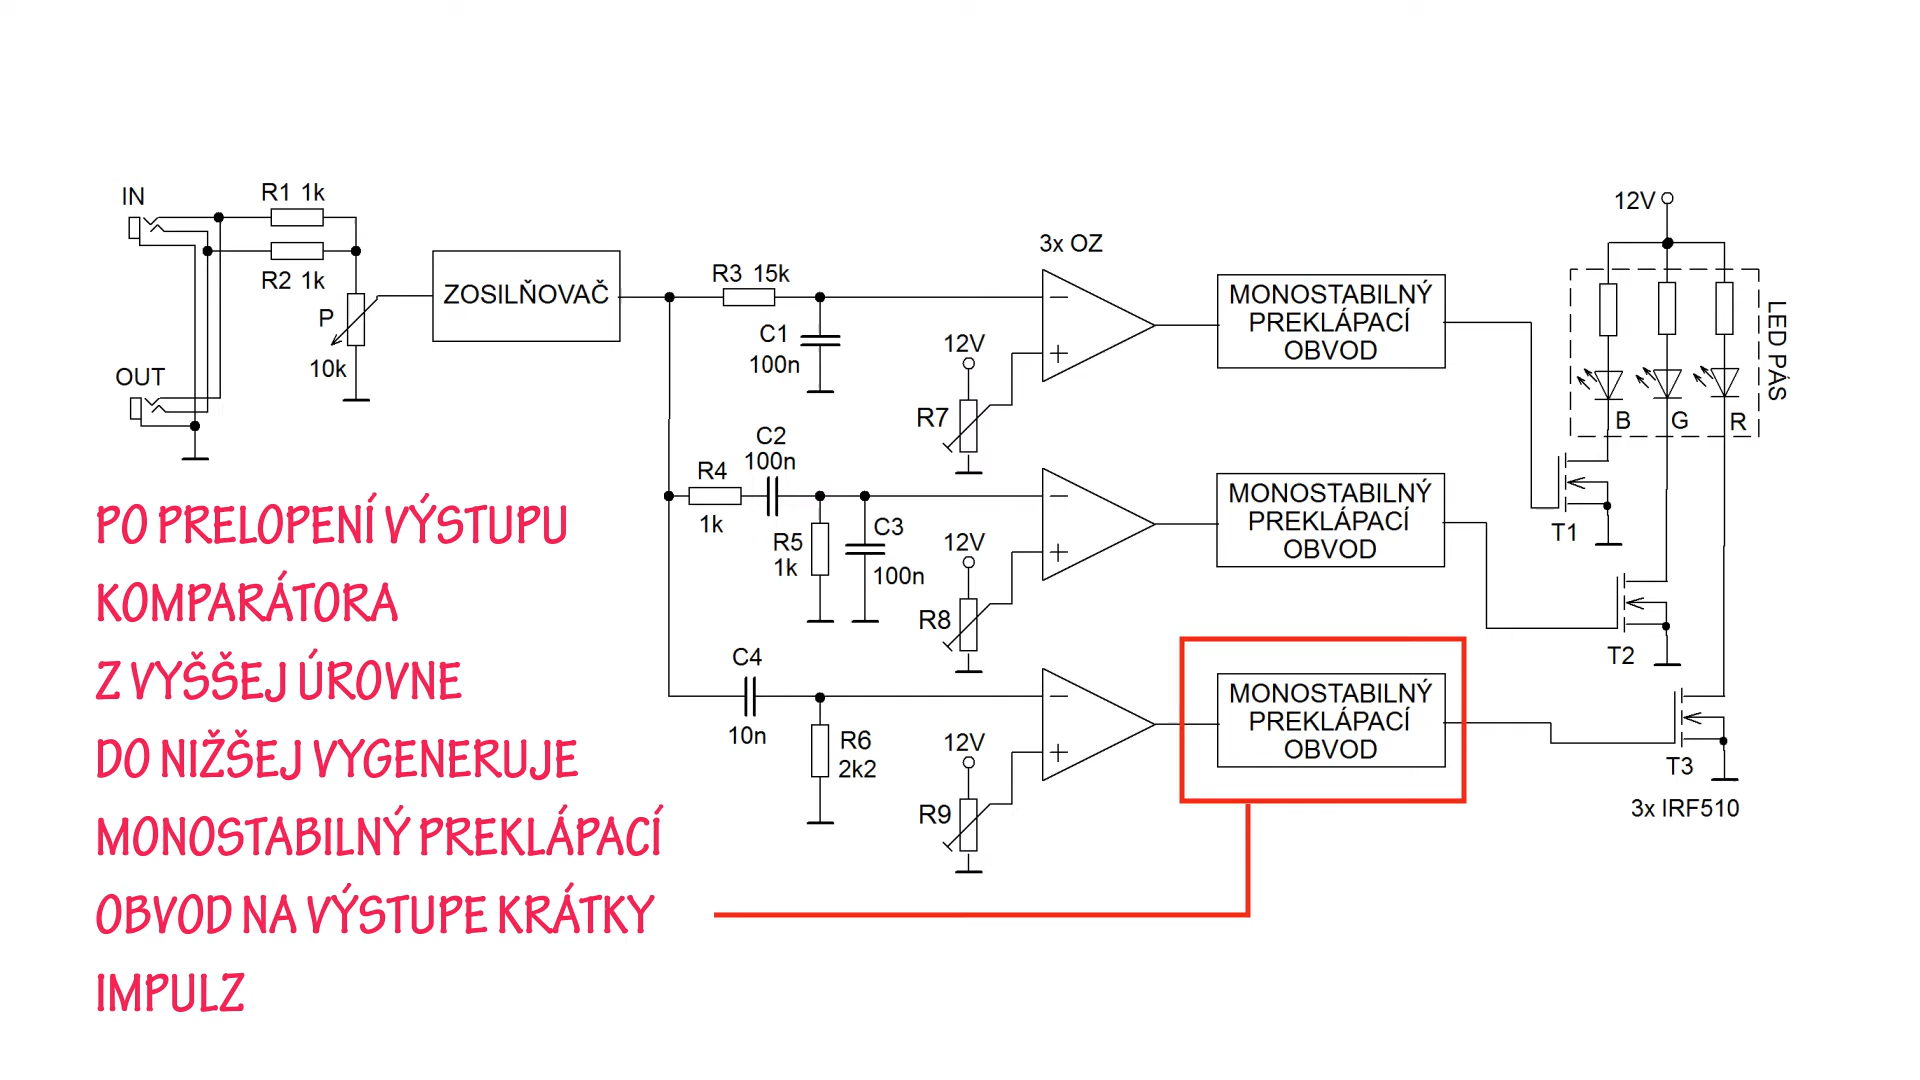 IN
R1 1k
R2 1k
P
10k
OUT
ZOSILŇOVAČ
R3 15k
C1
100n
C2
100n
R4
1k
R5
1k
C3
100n
C4
10n
R6
2k2
3x OZ
12V
R7
12V
R8
12V
R9
MONOSTABILNÝ
PREKLÁPACÍ
OBVOD
MONOSTABILNÝ
PREKLÁPACÍ
OBVOD
MONOSTABILNÝ
PREKLÁPACÍ
OBVOD
12V
LED PÁS
B
G
R
T1
T2
T3
3x IRF510
PO PRELOPENÍ VÝSTUPU
KOMPARÁTORA
Z VYŠŠEJ ÚROVNE
DO NIŽŠEJ VYGENERUJE
MONOSTABILNÝ PREKLÁPACÍ
OBVOD NA VÝSTUPE KRÁTKY
IMPULZ